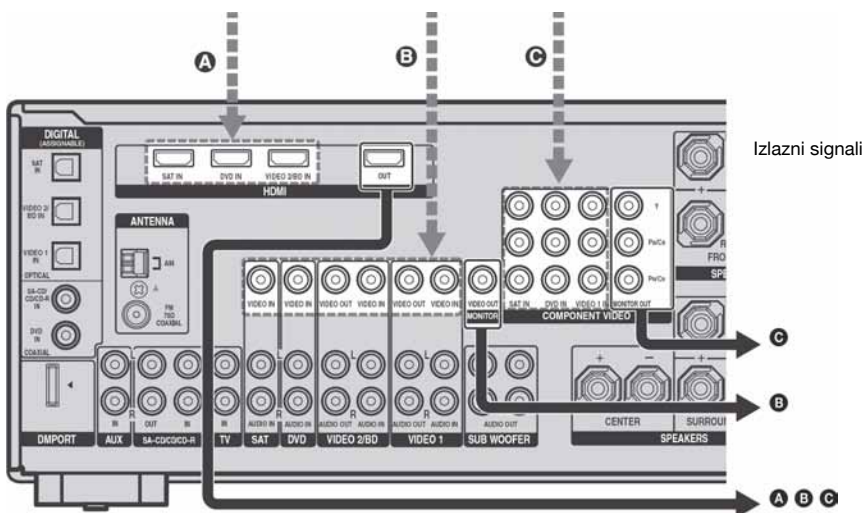 A
B
C
Izlazni signali
DIGITAL
(ASSIGNABLE)
SAT
IN
VIDEO 2/
BD IN
VIDEO 1
IN
OPTICAL
SA-CD/
CD/CD-R
IN
DVD
IN
COAXIAL
DMPORT
SAT IN
DVD IN
VIDEO 2/BD IN
OUT
HDMI
ANTENNA
AM
FM
75Ω
COAXIAL
VIDEO IN
VIDEO IN
VIDEO OUT
VIDEO IN
VIDEO OUT
VIDEO IN
VIDEO OUT
MONITOR
Y
PB/CB
PR/CR
SAT IN
DVD IN
VIDEO 1 IN
MONITOR OUT
COMPONENT VIDEO
+
R
FRO
SPE
L
R
IN
OUT
IN
IN
L
R
AUDIO IN
AUDIO IN
L
R
AUDIO OUT
AUDIO IN
L
R
AUDIO OUT
AUDIO IN
AUDIO OUT
AUX
SA-CD/CD/CD-R
TV
SAT
DVD
VIDEO 2/BD
VIDEO 1
SUB WOOFER
+
−
+
CENTER
SURROUN
SPEAKERS
C
B
A B C